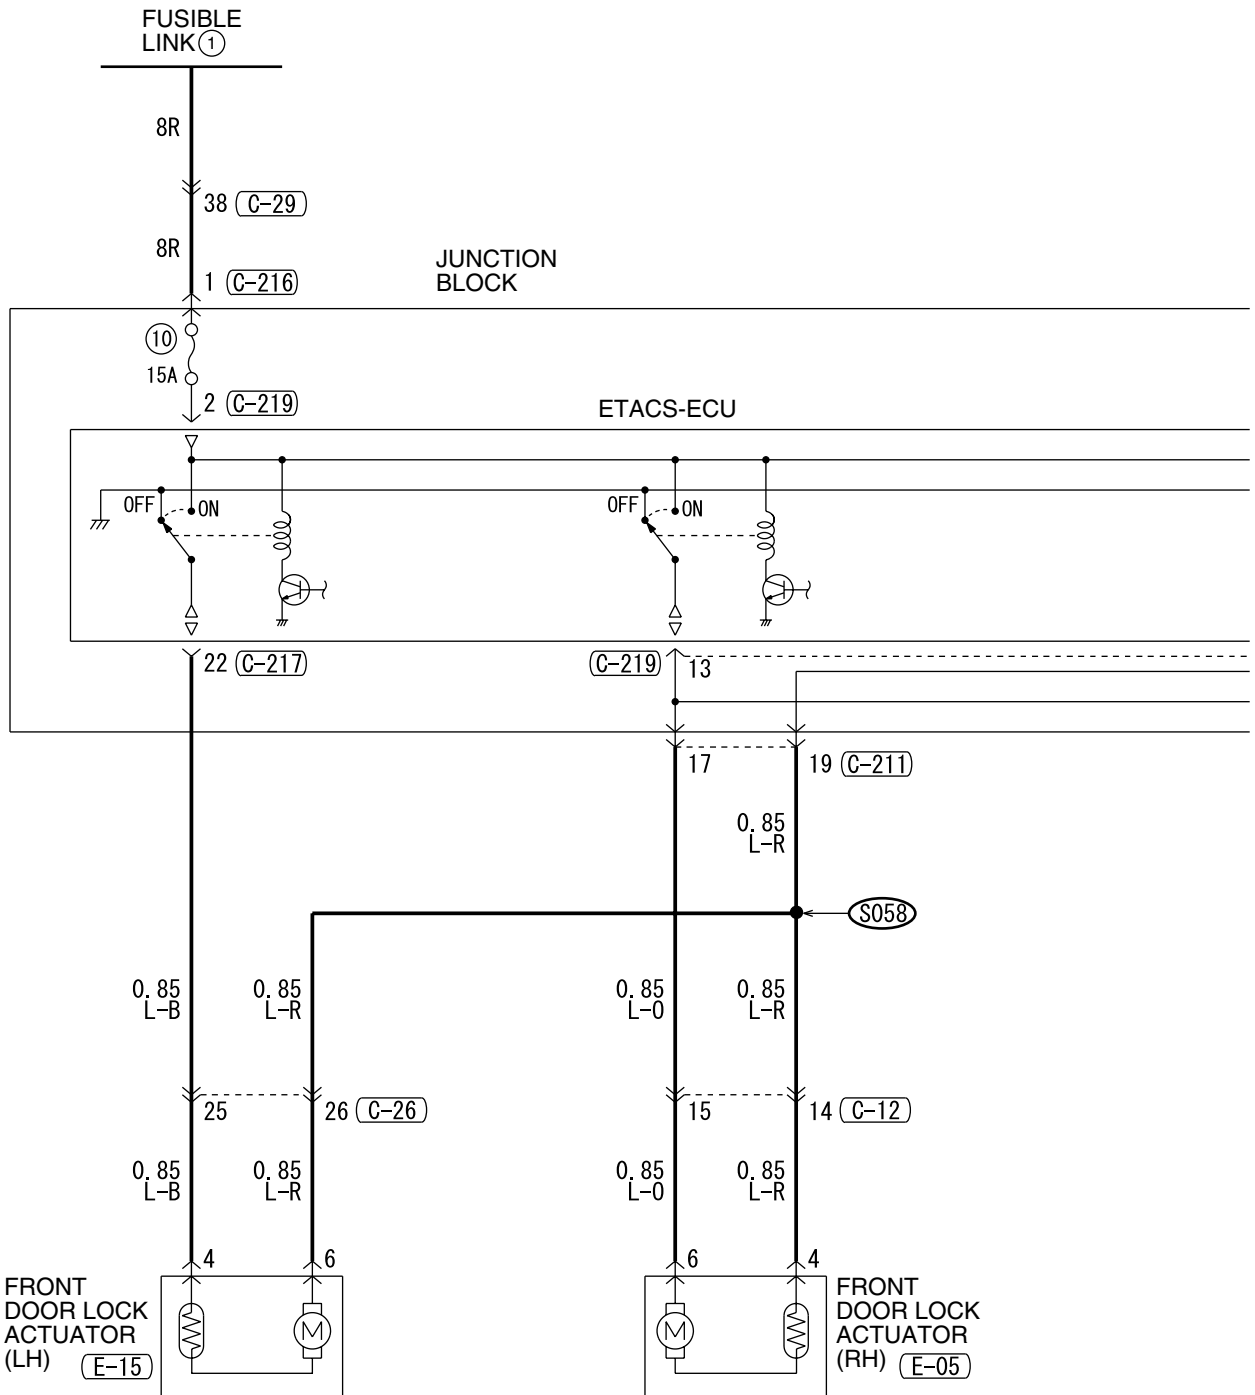 FUSIBLE
LINK 1
8R
38 C-29
8R
1 C-216
JUNCTION
BLOCK
10
15A
2 C-219
ETACS-ECU
OFF ON
OFF ON
22 C-217
C-219 13
17
19 C-211
0.85
L-R
S058
0.85
L-B
0.85
L-R
0.85
L-O
0.85
L-R
25
26 C-26
15
14 C-12
0.85
L-B
0.85
L-R
0.85
L-O
0.85
L-R
4
6
6
4
FRONT
DOOR LOCK
ACTUATOR
(LH) E-15
M
M
FRONT
DOOR LOCK
ACTUATOR
(RH) E-05